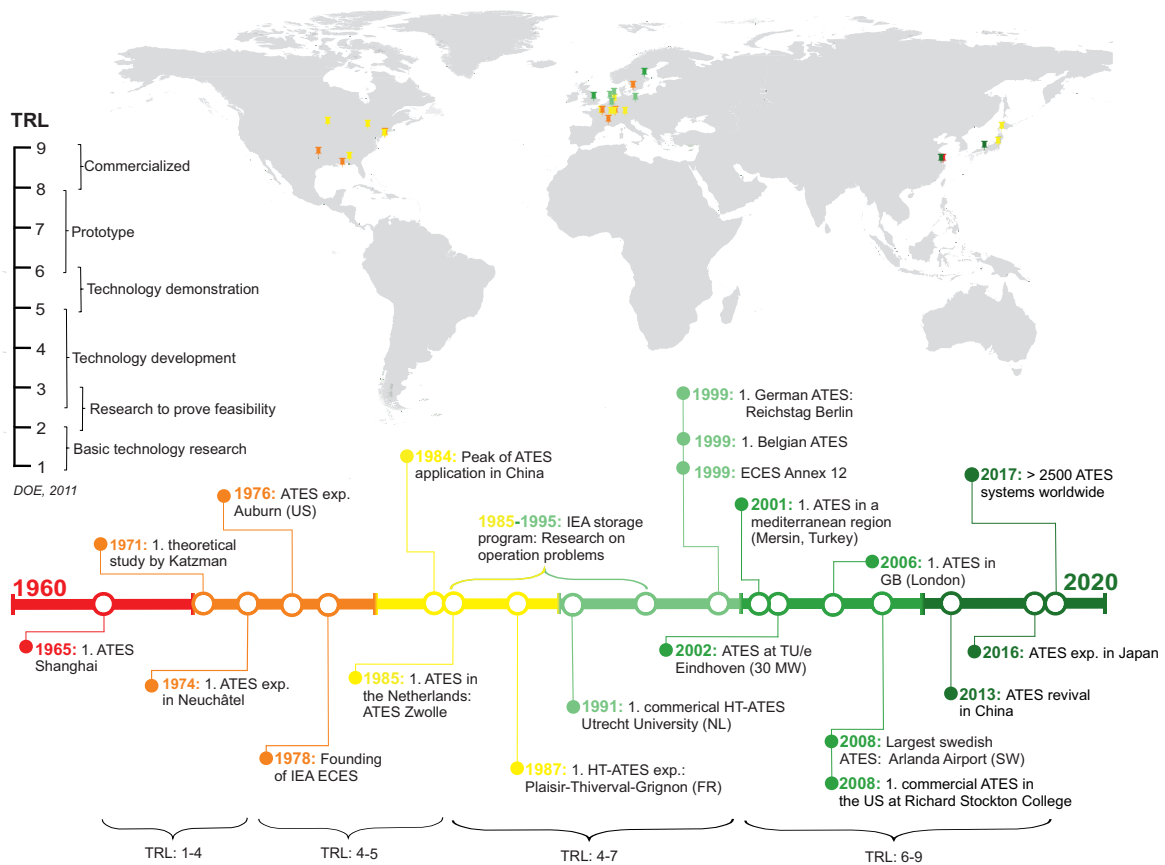 TRL
9
8
7
6
5
4
3
2
1
Commercialized
Prototype
Technology demonstration
Technology development
Research to prove feasibility
Basic technology research
DOE, 2011
1960
2020
1965: 1. ATES
Shanghai
1971: 1. theoretical
study by Katzman
1974: 1. ATES exp.
in Neuchâtel
1976: ATES exp.
Auburn (US)
1978: Founding
of IEA ECES
1984: Peak of ATES
application in China
1985: 1. ATES in
the Netherlands:
ATES Zwolle
1985-1995: IEA storage
program: Research on
operation problems
1987: 1. HT-ATES exp.:
Plaisir-Thiverval-Grignon (FR)
1991: 1. commerical HT-ATES
Utrecht University (NL)
1999: 1. German ATES:
Reichstag Berlin
1999: 1. Belgian ATES
1999: ECES Annex 12
2001: 1. ATES in a
mediterranean region
(Mersin, Turkey)
2002: ATES at TU/e
Eindhoven (30 MW)
2006: 1. ATES in
GB (London)
2008: Largest swedish
ATES: Arlanda Airport (SW)
2008: 1. commercial ATES in
the US at Richard Stockton College
2013: ATES revival
in China
2016: ATES exp. in Japan
2017: > 2500 ATES
systems worldwide
TRL: 1-4
TRL: 4-5
TRL: 4-7
TRL: 6-9